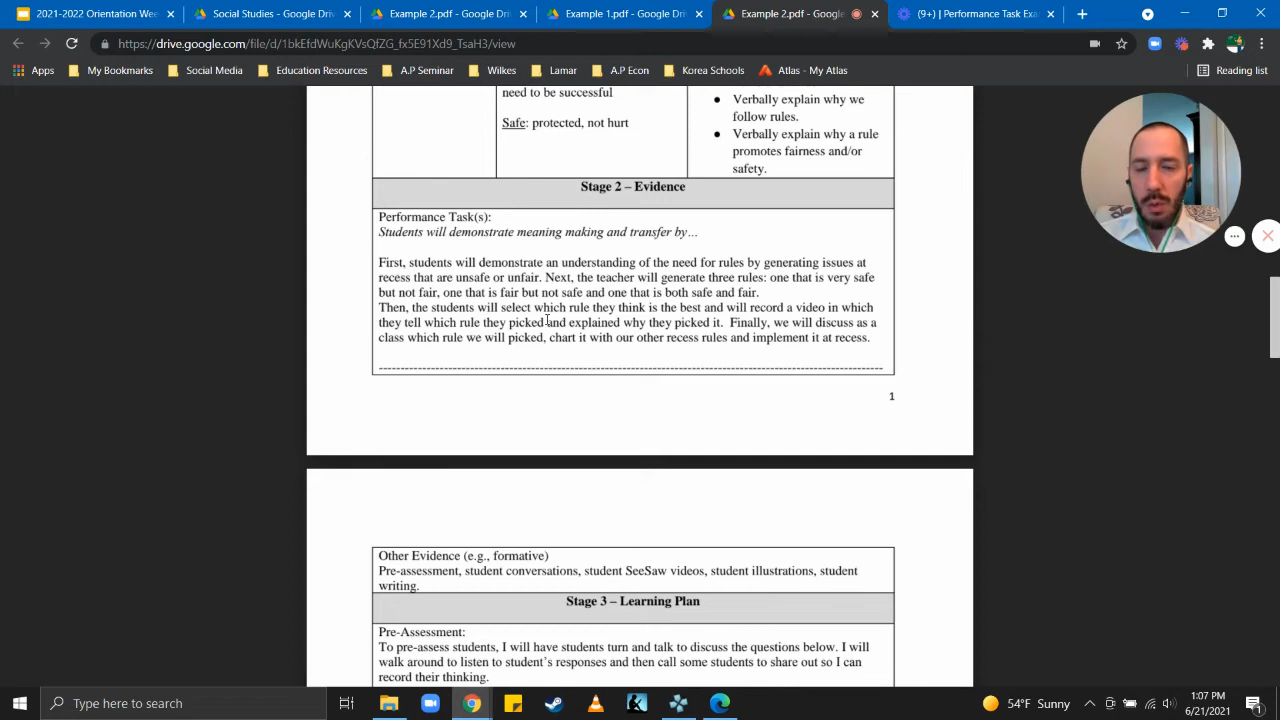 2021-2022 Orientation Wee
Social Studies - Google Drive
Example 2.pdf - Google Drive
Example 1.pdf - Google Drive
Example 2.pdf - Google
(9+) | Performance Task Exa
https://drive.google.com/file/d/1bkEfdWuKgKVsQfZG_fx5E91Xd9_TsaH3/view
Apps
My Bookmarks
Social Media
Education Resources
A.P Seminar
Wilkes
Lamar
A.P Econ
Korea Schools
Atlas - My Atlas
Reading list
need to be successful
Safe: protected, not hurt
● Verbally explain why we
follow rules.
● Verbally explain why a rule
promotes fairness and/or
safety.
Stage 2 – Evidence
Performance Task(s):
Students will demonstrate meaning making and transfer by…
First, students will demonstrate an understanding of the need for rules by generating issues at
recess that are unsafe or unfair. Next, the teacher will generate three rules: one that is very safe
but not fair, one that is fair but not safe and one that is both safe and fair.
Then, the students will select which rule they think is the best and will record a video in which
they tell which rule they picked and explained why they picked it. Finally, we will discuss as a
class which rule we will picked, chart it with our other recess rules and implement it at recess.
1
Other Evidence (e.g., formative)
Pre-assessment, student conversations, student SeeSaw videos, student illustrations, student
writing.
Stage 3 – Learning Plan
Pre-Assessment:
To pre-assess students, I will have students turn and talk to discuss the questions below. I will
walk around to listen to student's responses and then call some students to share out so I can
record their thinking.
Type here to search
54°F Sunny
1:07 PM
6/21/2021
1